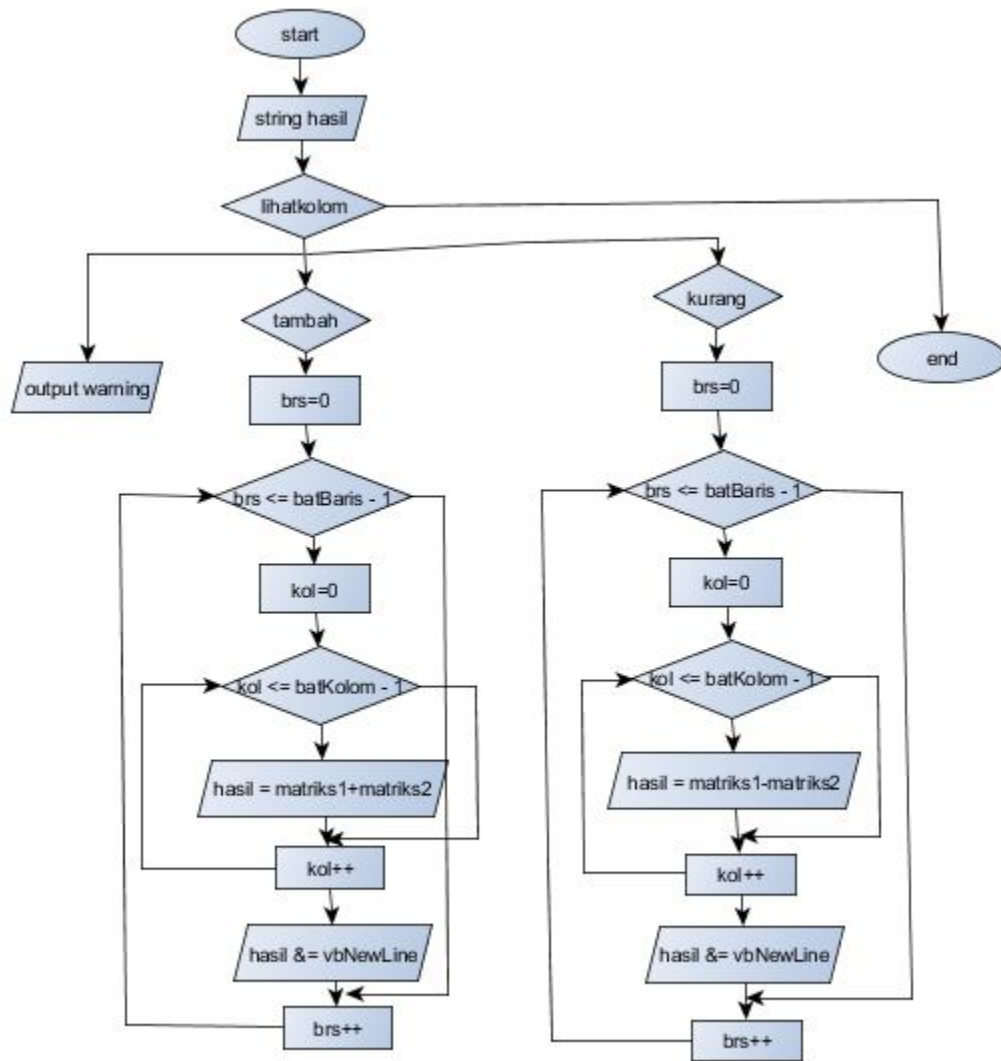 start
string hasil
lihatkolom
output warning
tambah
brs=0
brs <= batBaris - 1
kol=0
kol <= batKolom - 1
hasil = matriks1+matriks2
kol++
hasil &= vbNewLine
brs++
kurang
brs=0
brs <= batBaris - 1
kol=0
kol <= batKolom - 1
hasil = matriks1-matriks2
kol++
hasil &= vbNewLine
brs++
end